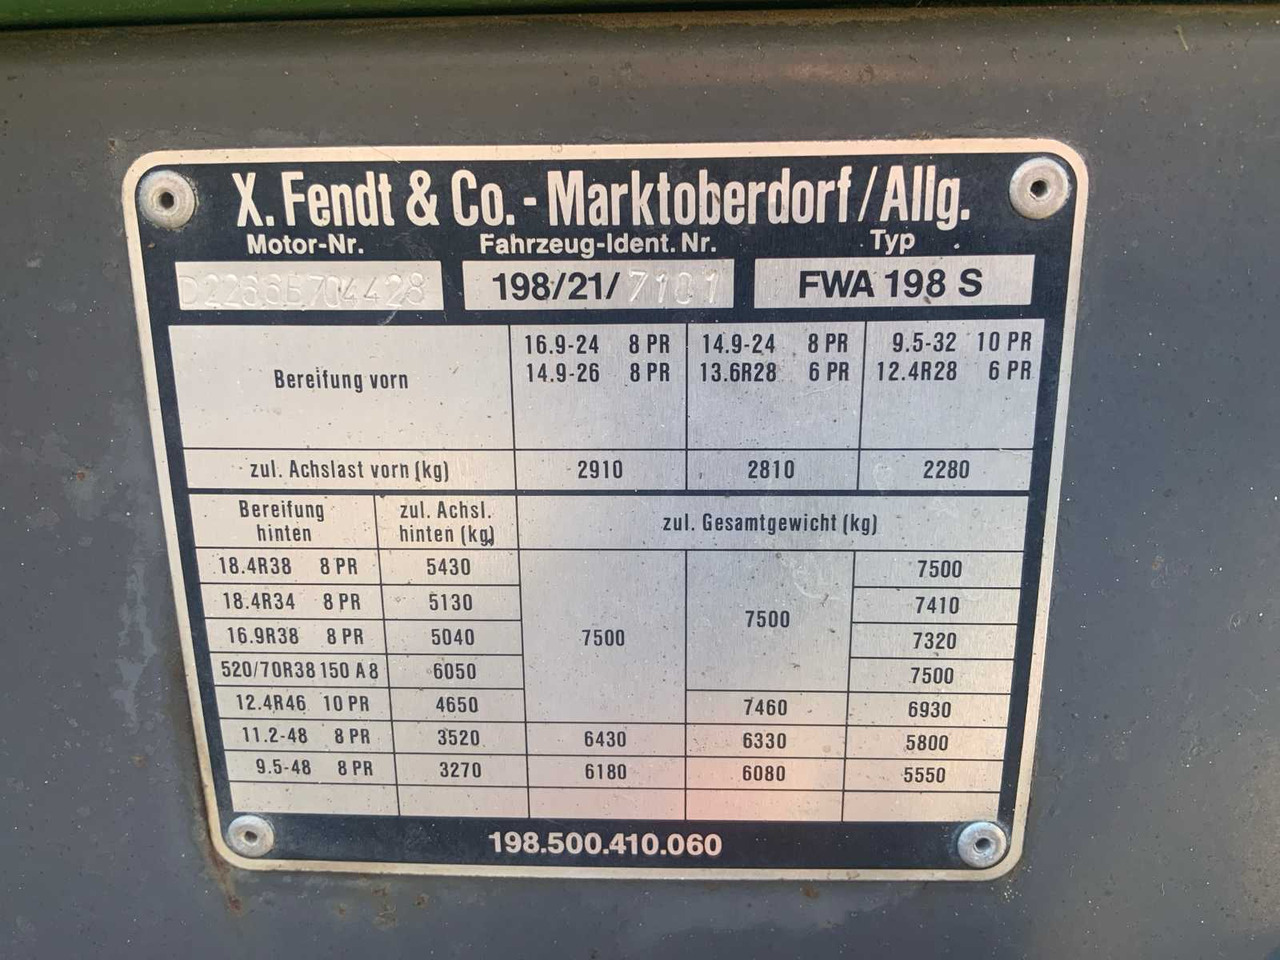 X. Fendt & Co. - Marktoberdorf/Allg.
Motor-Nr. Fahrzeug-Ident. Nr. Typ
198/21/7101 FWA 198 S
Bereifung vorn
16.9-24 8 PR 14.9-24 8 PR 9.5-32 10 PR
14.9-26 8 PR 13.6R28 6 PR 12.4R28 6 PR
zul. Achslast vorn (kg) 2910 2810 2280
Bereifung hinten zul. Achsl. hinten (kg) zul. Gesamtgewicht (kg)
18.4R38 8 PR 5430 7500 7500 7500
18.4R34 8 PR 5130 7410
16.9R38 8 PR 5040 7320
520/70R38 150 A8 6050 7500
12.4R46 10 PR 4650 7460 6930
11.2-48 8 PR 3520 6430 6330 5800
9.5-48 8 PR 3270 6180 6080 5550
198.500.410.060